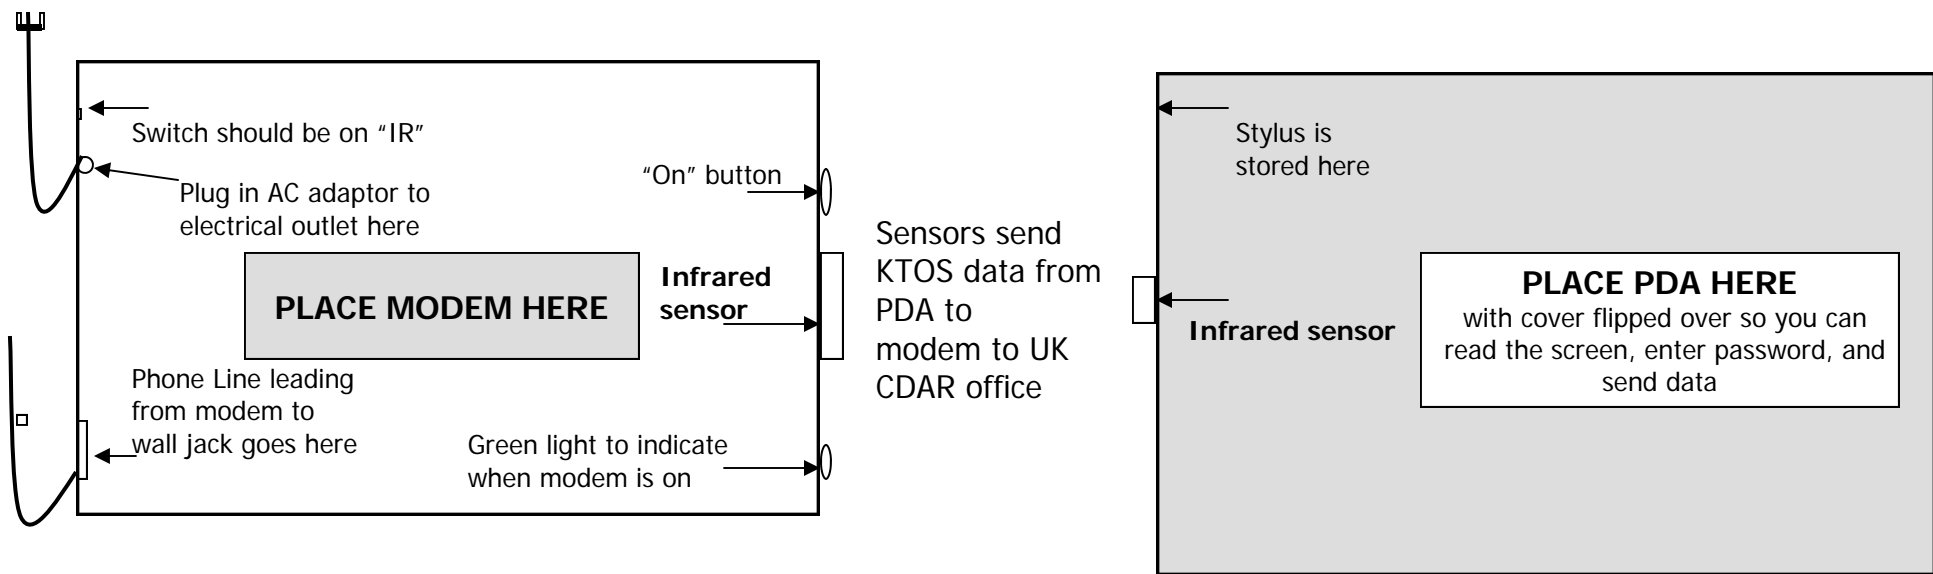 Switch should be on “IR”
Plug in AC adaptor to
electrical outlet here
“On” button
PLACE MODEM HERE
Infrared
sensor
Phone Line leading
from modem to
wall jack goes here
Green light to indicate
when modem is on
Sensors send
KTOS data from
PDA to
modem to UK
CDAR office
Stylus is
stored here
Infrared sensor
PLACE PDA HERE
with cover flipped over so you can
read the screen, enter password, and
send data